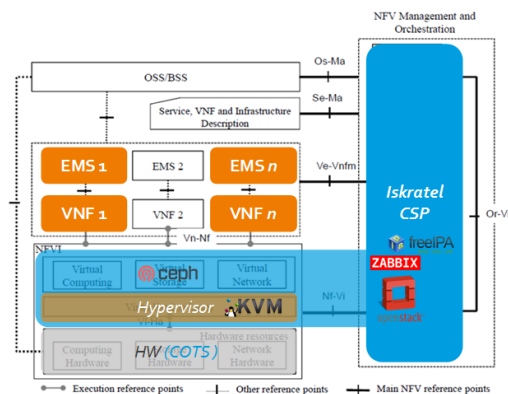 NFV Management and
Orchestration
Os-Ma
OSS/BSS
Se-Ma
Service, VNF and Infrastructure
Description
EMS 1
EMS 2
EMS n
Ve-Vnfm
Iskratel
CSP
VNF 1
VNF 2
VNF n
Or-Vi
Vn-Nf
freeIPA
NFVI
ZABBIX
Virtual
Computing
ceph
Virtual
Storage
Virtual
Network
Hypervisor
KVM
Nf-Vi
openstack
Hardware resources
HW (COTS)
Computing
Hardware
Hardware
Network
Hardware
Execution reference points
Other reference points
Main NFV reference points